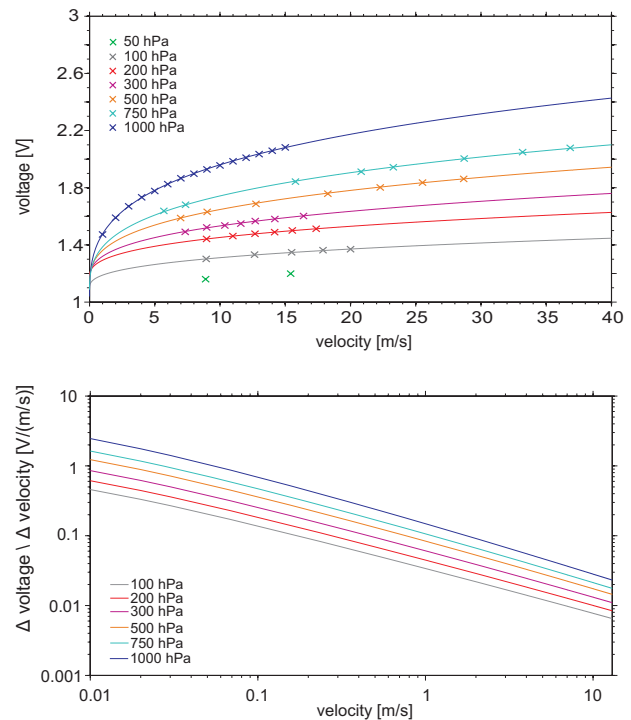 3
2.6
2.2
1.8
1.4
1
voltage [V]
50 hPa
100 hPa
200 hPa
300 hPa
500 hPa
750 hPa
1000 hPa
0 5 10 15 20 25 30 35 40
velocity [m/s]
10
1
0.1
0.01
0.001
Δ voltage \ Δ velocity [V/(m/s)]
100 hPa
200 hPa
300 hPa
500 hPa
750 hPa
1000 hPa
0.01 0.1 1 10
velocity [m/s]